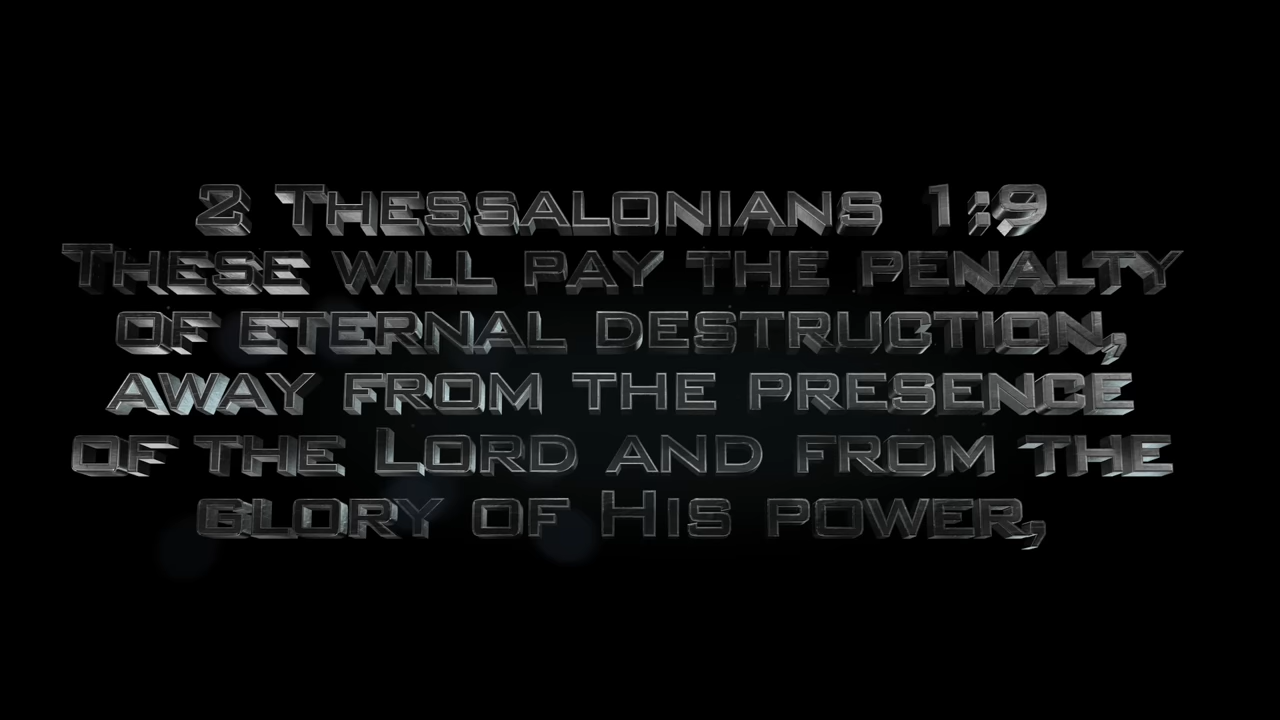 2 Thessalonians 1:9
These will pay the penalty
of eternal destruction,
away from the presence
of the Lord and from the
glory of His power,